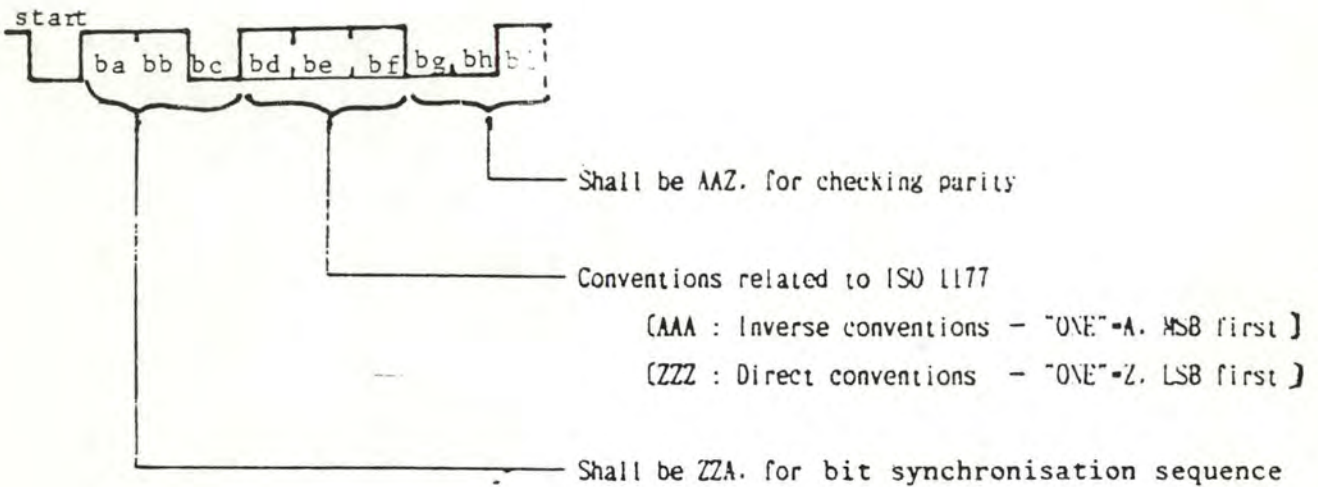 start
ba bb bc bd be bf bg bh
Shall be AAZ. for checking parity
Conventions related to ISO 1177
[AAA : Inverse conventions - "ONE"=A. MSB first ]
[ZZZ : Direct conventions - "ONE"=Z. LSB first ]
Shall be ZZA. for bit synchronisation sequence